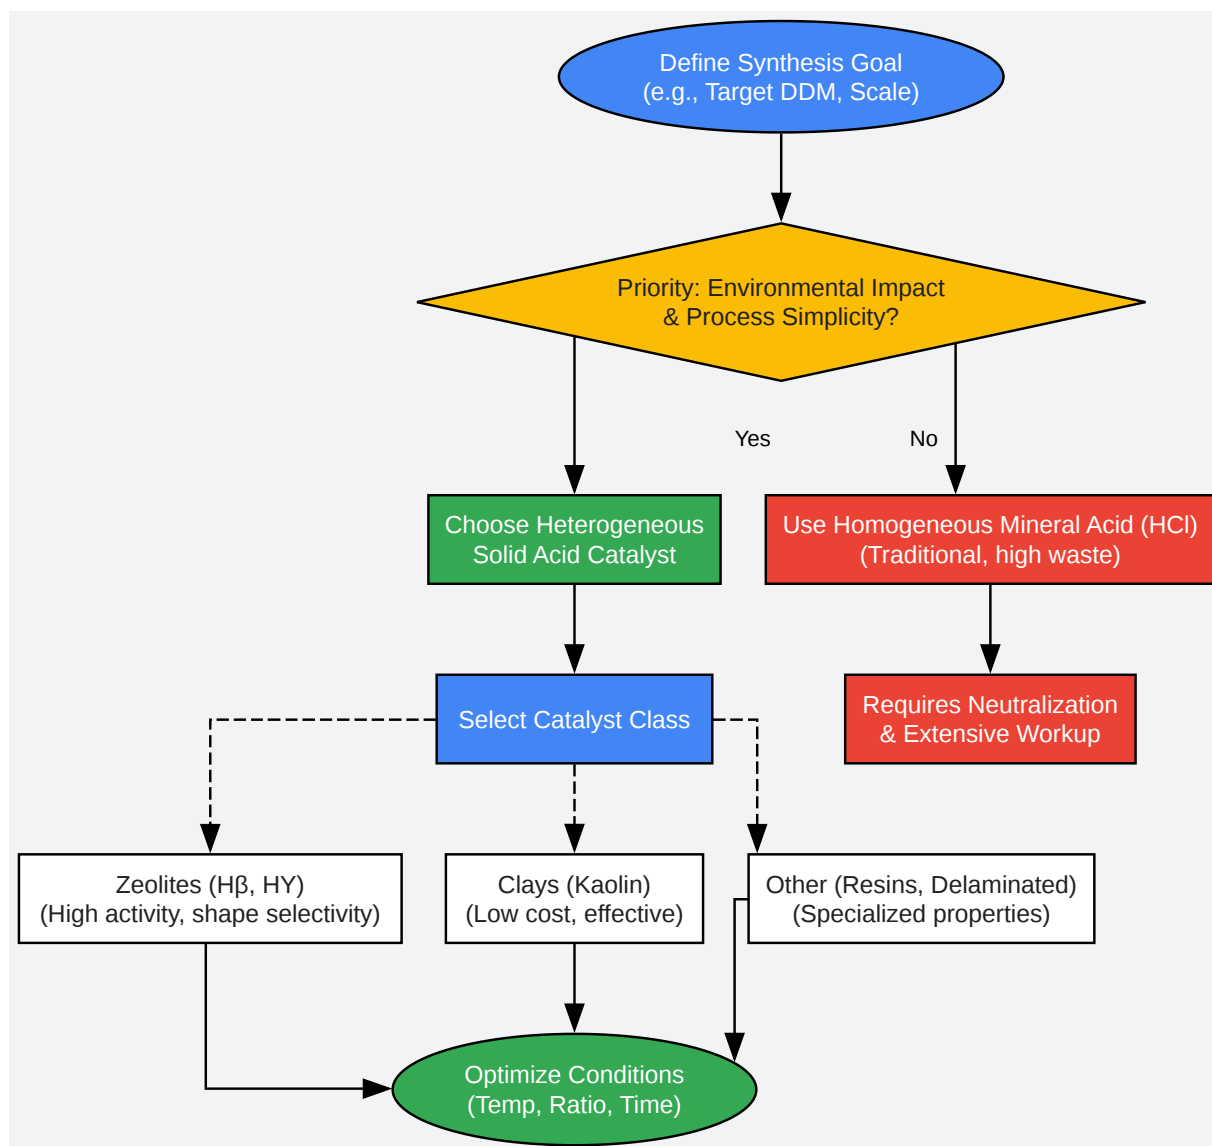 Define Synthesis Goal
(e.g., Target DDM, Scale)
Priority: Environmental Impact
& Process Simplicity?
Yes
No
Choose Heterogeneous
Solid Acid Catalyst
Use Homogeneous Mineral Acid (HCl)
(Traditional, high waste)
Select Catalyst Class
Requires Neutralization
& Extensive Workup
Zeolites (Hβ, HY)
(High activity, shape selectivity)
Clays (Kaolin)
(Low cost, effective)
Other (Resins, Delaminated)
(Specialized properties)
Optimize Conditions
(Temp, Ratio, Time)